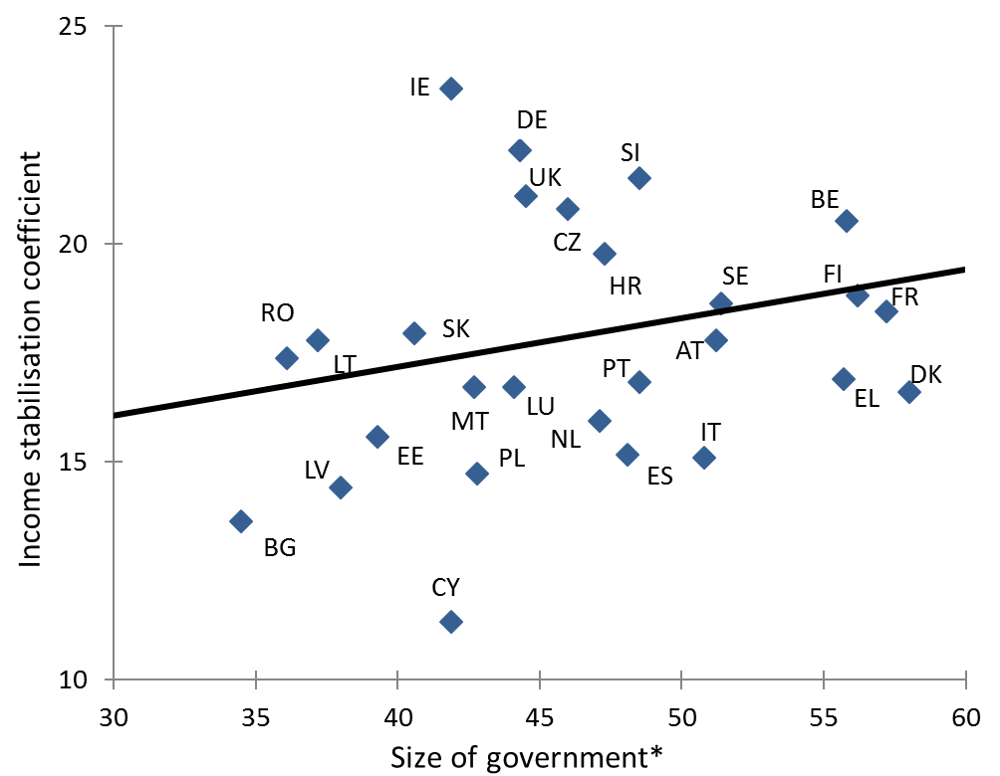 25
IE
DE
SI
UK
BE
CZ
20
HR
SE
FI
FR
RO
SK
LT
AT
PT
DK
EL
MT
LU
NL
IT
EE
PL
LV
ES
15
BG
CY
10
30 35 40 45 50 55 60
Size of government*
Income stabilisation coefficient